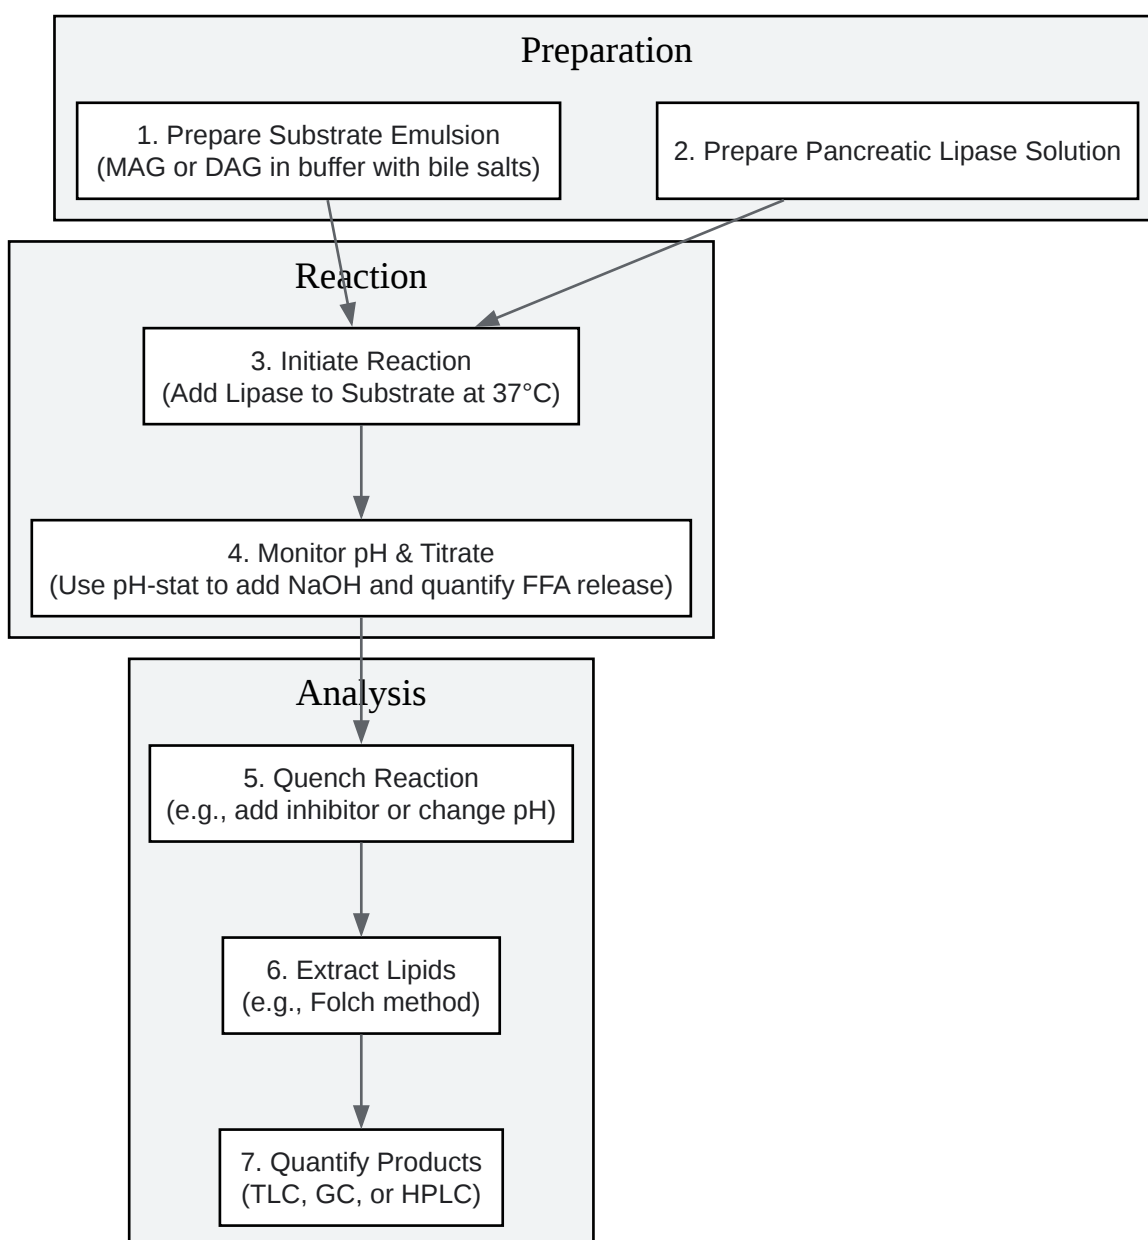 Preparation
1. Prepare Substrate Emulsion
(MAG or DAG in buffer with bile salts)
2. Prepare Pancreatic Lipase Solution
Reaction
3. Initiate Reaction
(Add Lipase to Substrate at 37°C)
4. Monitor pH & Titrate
(Use pH-stat to add NaOH and quantify FFA release)
Analysis
5. Quench Reaction
(e.g., add inhibitor or change pH)
6. Extract Lipids
(e.g., Folch method)
7. Quantify Products
(TLC, GC, or HPLC)